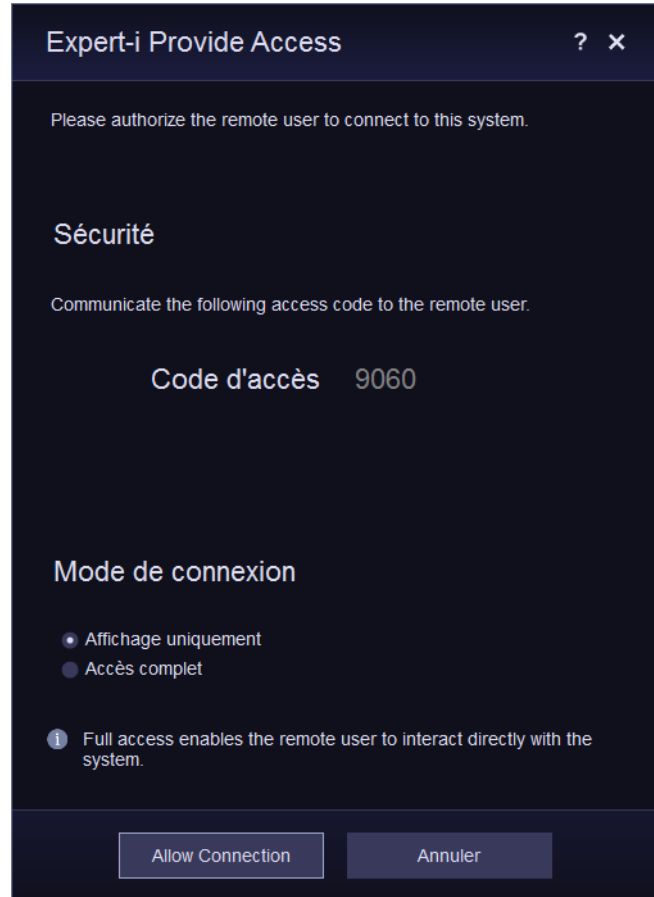 Expert-i Provide Access ? ×
Please authorize the remote user to connect to this system.
Sécurité
Communicate the following access code to the remote user.
Code d'accès 9060
Mode de connexion
Affichage uniquement
Accès complet
i Full access enables the remote user to interact directly with the
system.
Allow Connection Annuler